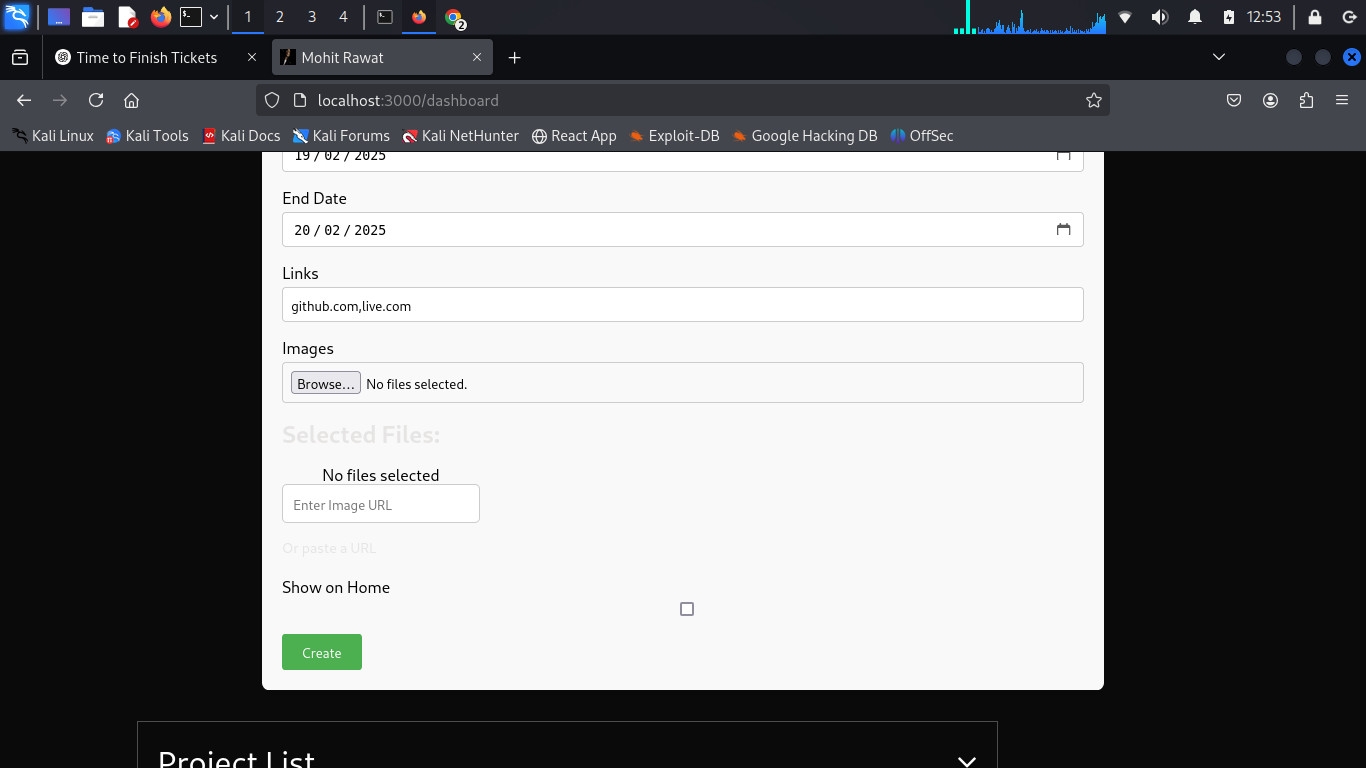 1 2 3 4 2 12:53
Time to Finish Tickets Mohit Rawat
localhost:3000/dashboard
Kali Linux Kali Tools Kali Docs Kali Forums Kali NetHunter React App Exploit-DB Google Hacking DB OffSec
19/02/2025
End Date
20/02/2025
Links
github.com,live.com
Images
Browse... No files selected.
Selected Files:
No files selected
Enter Image URL
Or paste a URL
Show on Home
Create
Project List